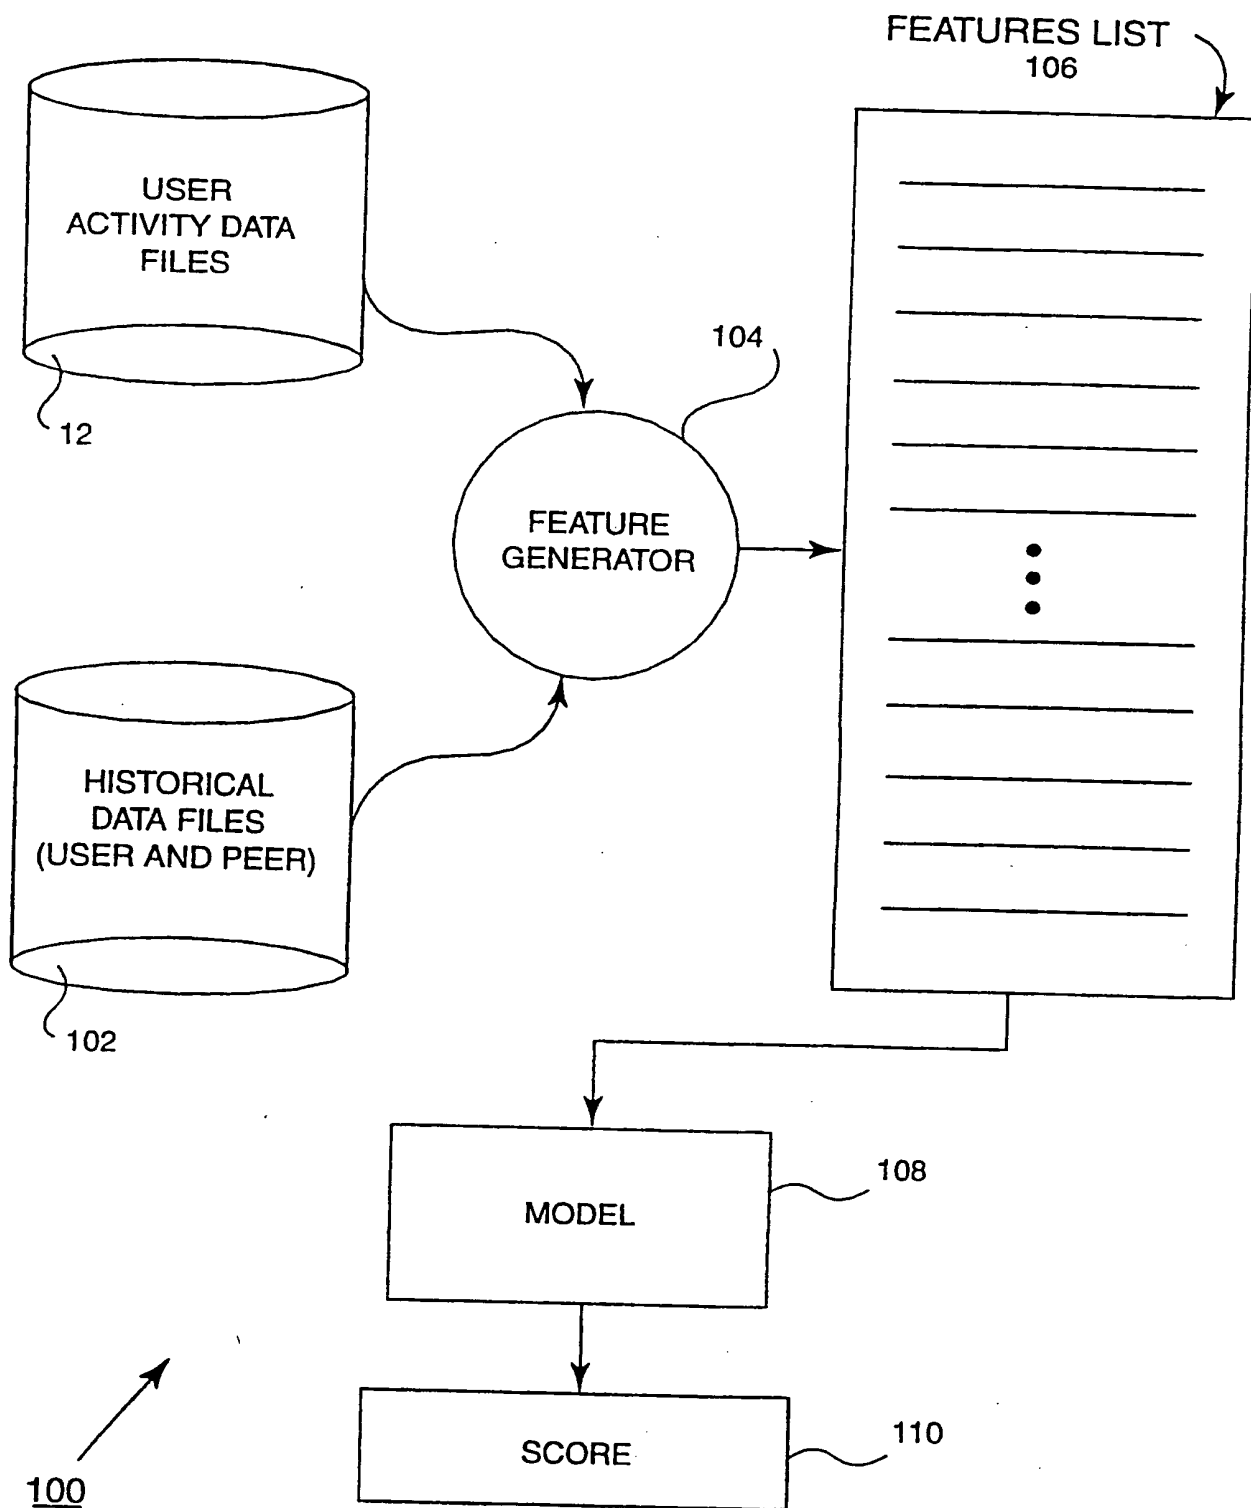 FEATURES LIST
106
USER
ACTIVITY DATA
FILES
12
104
FEATURE
GENERATOR
HISTORICAL
DATA FILES
(USER AND PEER)
102
MODEL
108
SCORE
110
100